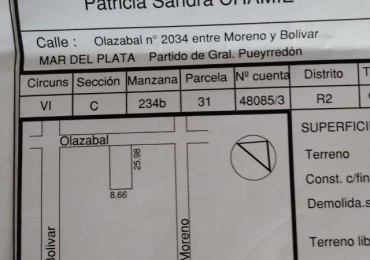 Patricia Sandra CHAMIZ
Calle : Olazabal n° 2034 entre Moreno y Bolivar
MAR DEL PLATA Partido de Gral. Pueyrredón
Circuns Sección Manzana Parcela Nº cuenta Distrito T
VI C 234b 31 48085/3 R2
SUPERFICI
Olazabal
25.98
8.66
Bolivar
Moreno
Terreno
Const. c/fin
Demolida.s
Terreno lib